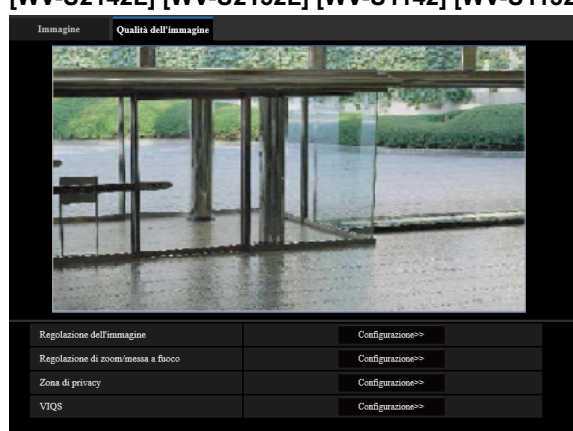 Immagine Qualità dell'immagine
Regolazione dell'immagine Configurazione>>
Regolazione di zoom/messa a fuoco Configurazione>>
Zona di privacy Configurazione>>
VIQS Configurazione>>